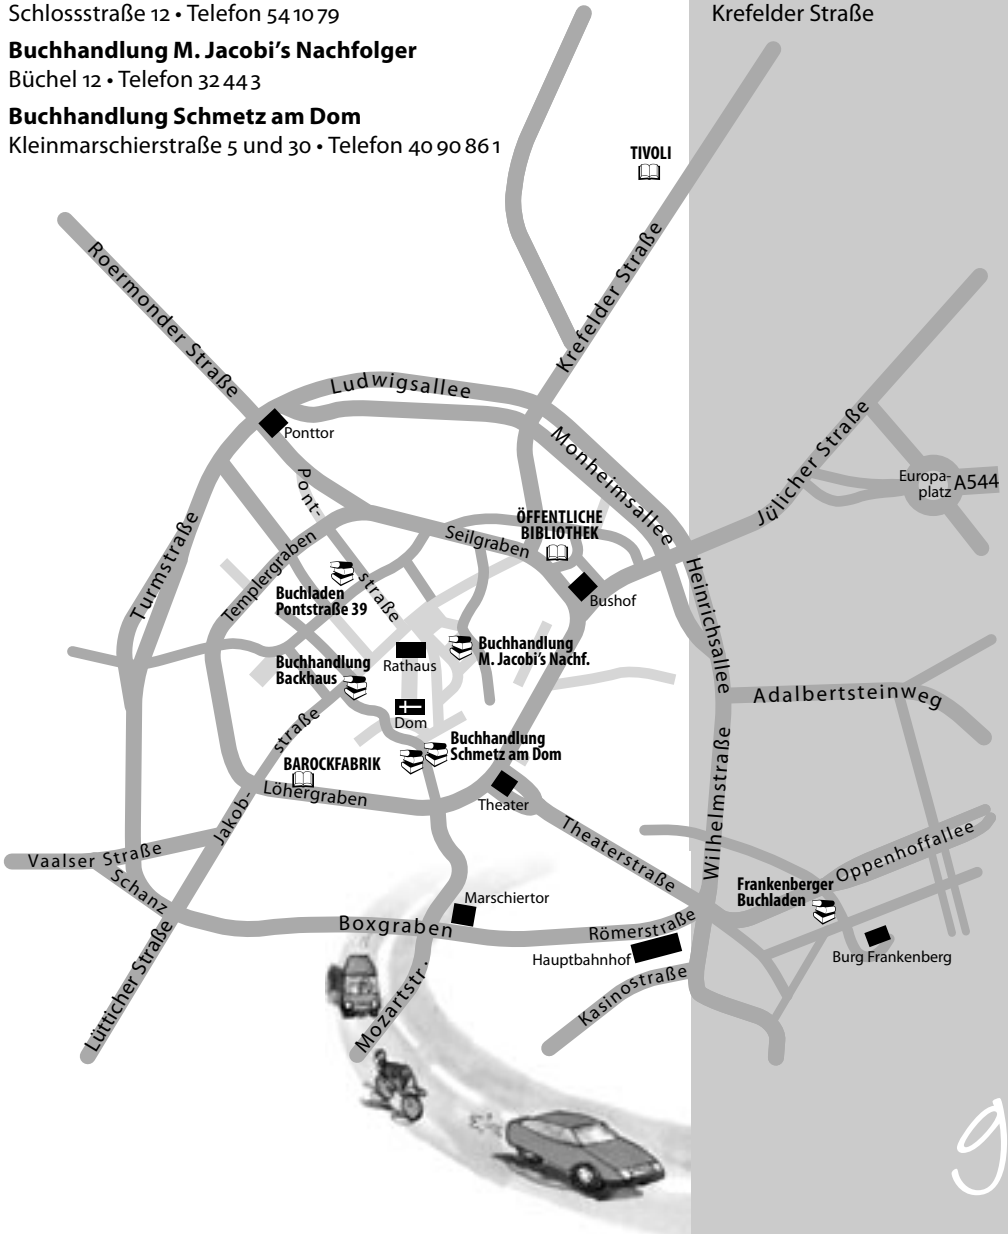 Schlossstraße 12 • Telefon 54 10 79
Krefelder Straße
Buchhandlung M. Jacobi's Nachfolger
Büchel 12 • Telefon 32 44 3
Buchhandlung Schmetz am Dom
Kleinmarschierstraße 5 und 30 • Telefon 40 90 861
TIVOLI
Krefelder Straße
Roermonder Straße
Ludwigsallee
Ponttor
Monheimsallee
Jülicher Straße
Europa-
platz
A544
Pont-
straße
ÖFFENTLICHE
BIBLIOTHEK
Seilgraben
Turmstraße
Templergraben
Buchladen
Pontstraße 39
Bushof
Heinrichsallee
Rathaus
Buchhandlung
M. Jacobi's Nachf.
Buchhandlung
Backhaus
Adalbertsteinweg
Dom
Jakob-
straße
Buchhandlung
Schmetz am Dom
BAROCKFABRIK
Löhergraben
Theater
Wilhelmstraße
Theaterstraße
Vaalser Straße
Schanz
Oppenhoffallee
Frankenberger
Buchladen
Marschiertor
Boxgraben
Römerstraße
Hauptbahnhof
Burg Frankenberg
Lütticher Straße
Mozartstr.
Kasinostraße
g